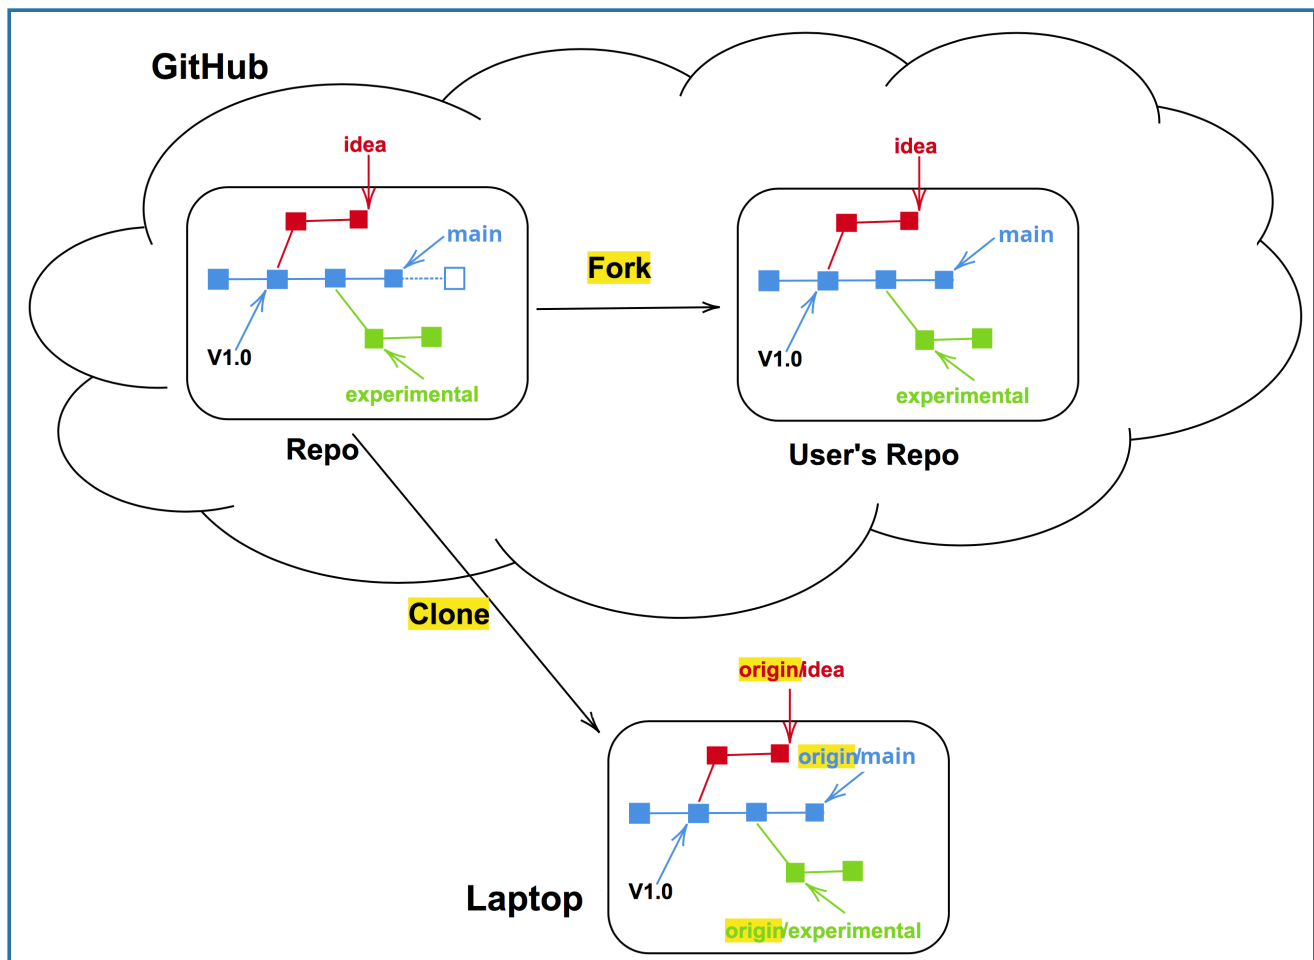 GitHub
idea
main
V1.0
experimental
Repo
Fork
idea
main
V1.0
experimental
User's Repo
Clone
origin/idea
origin/main
V1.0
origin/experimental
Laptop